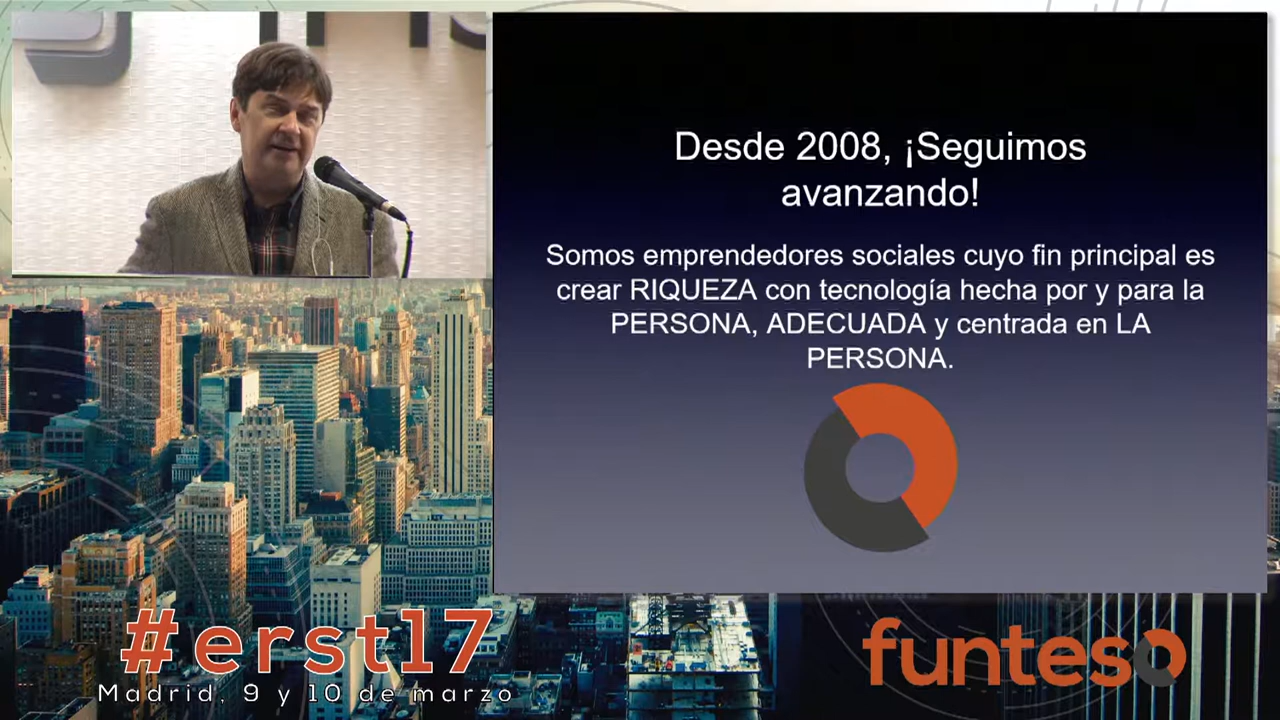 Desde 2008, ¡Seguimos
avanzando!
Somos emprendedores sociales cuyo fin principal es
crear RIQUEZA con tecnología hecha por y para la
PERSONA, ADECUADA y centrada en LA
PERSONA.
#erst17
Madrid, 9 y 10 de marzo
funteso